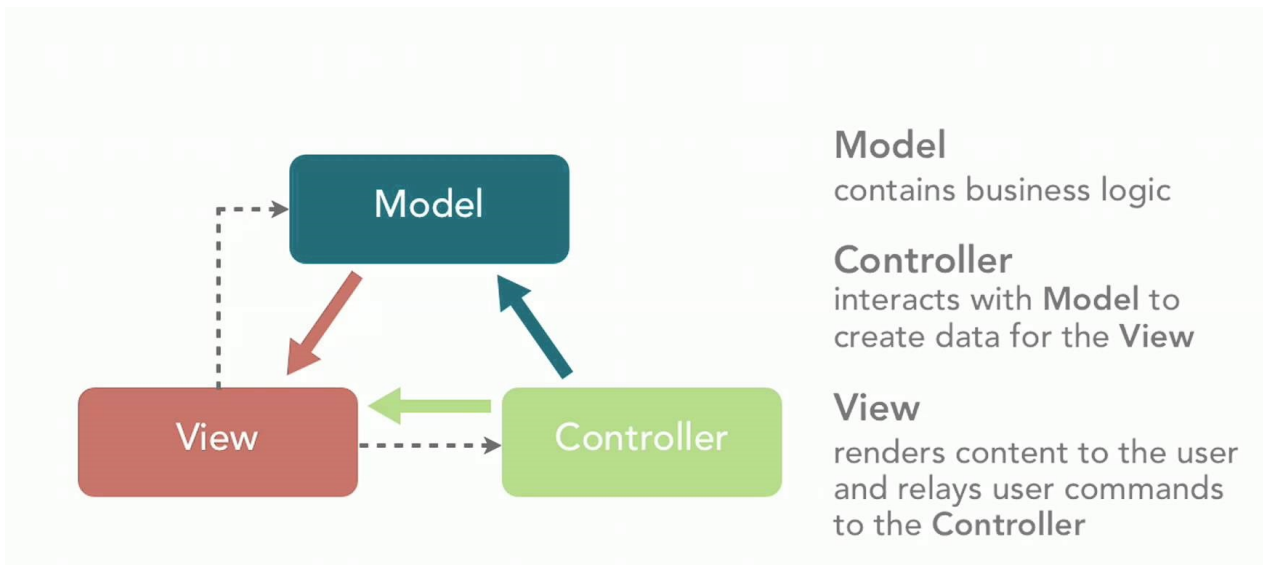 Model
View
Controller
Model
contains business logic
Controller
interacts with Model to
create data for the View
View
renders content to the user
and relays user commands
to the Controller